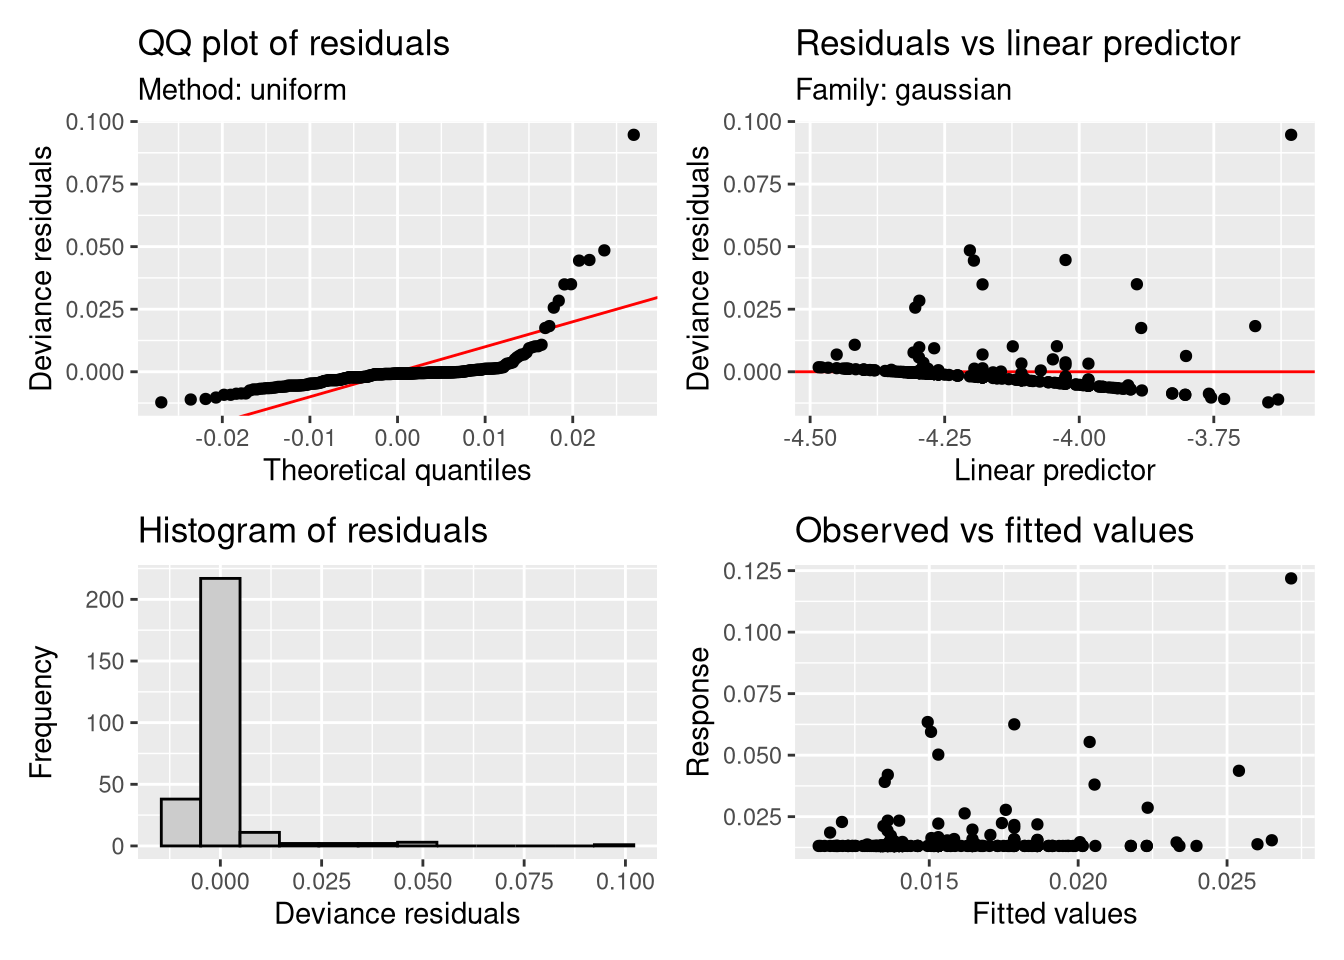 QQ plot of residuals
Method: uniform
Deviance residuals
0.100
0.075
0.050
0.025
0.000
-0.02
-0.01
0.00
0.01
0.02
Theoretical quantiles
Residuals vs linear predictor
Family: gaussian
Deviance residuals
0.100
0.075
0.050
0.025
0.000
-4.50
-4.25
-4.00
-3.75
Linear predictor
Histogram of residuals
Frequency
200
150
100
50
0
0.000
0.025
0.050
0.075
0.100
Deviance residuals
Observed vs fitted values
Response
0.125
0.100
0.075
0.050
0.025
0.015
0.020
0.025
Fitted values